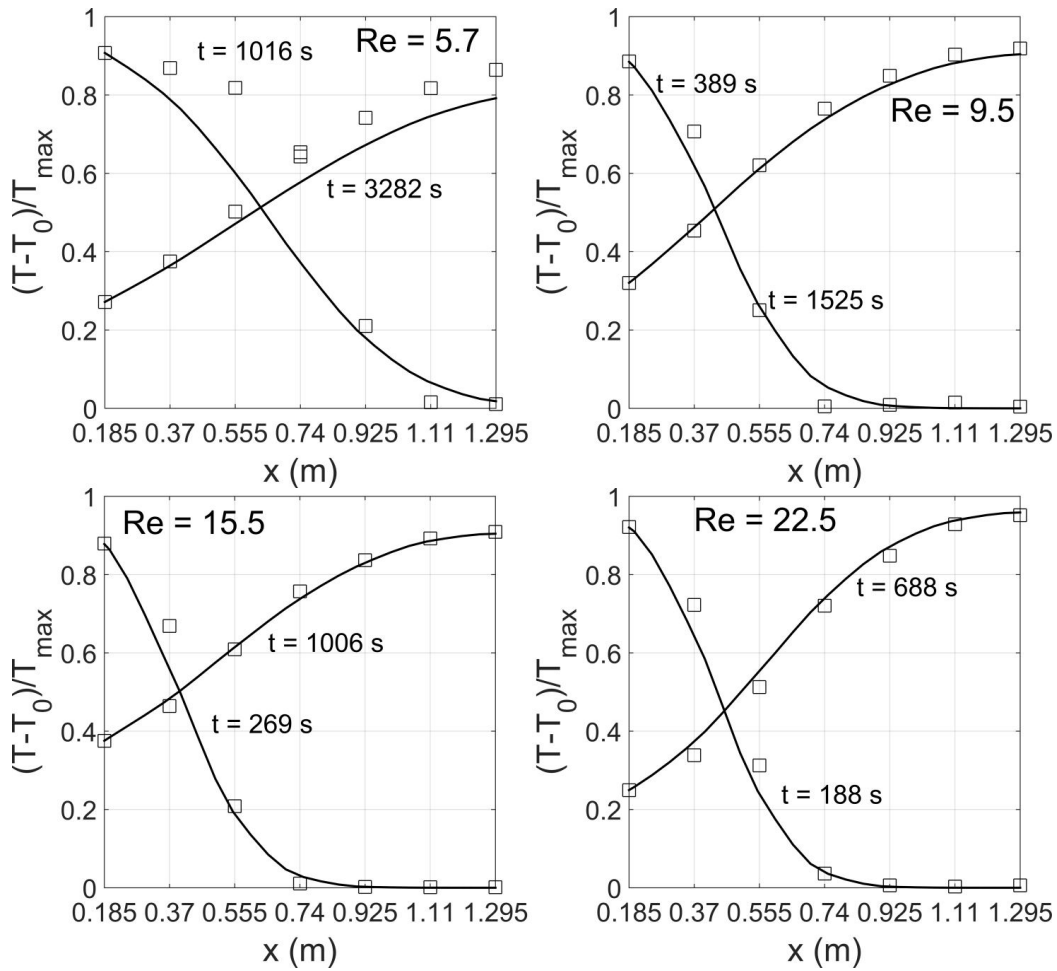 1
t = 1016 s
Re = 5.7
0.8
0.6
t = 3282 s
(T-T0)/Tmax
0.4
0.2
0
0.185 0.37 0.555 0.74 0.925 1.11 1.295
x (m)
1
t = 389 s
0.8
Re = 9.5
0.6
(T-T0)/Tmax
0.4
t = 1525 s
0.2
0
0.185 0.37 0.555 0.74 0.925 1.11 1.295
x (m)
1
Re = 15.5
0.8
0.6
t = 1006 s
(T-T0)/Tmax
0.4
t = 269 s
0.2
0
0.185 0.37 0.555 0.74 0.925 1.11 1.295
x (m)
1
Re = 22.5
0.8
t = 688 s
0.6
(T-T0)/Tmax
0.4
t = 188 s
0.2
0
0.185 0.37 0.555 0.74 0.925 1.11 1.295
x (m)